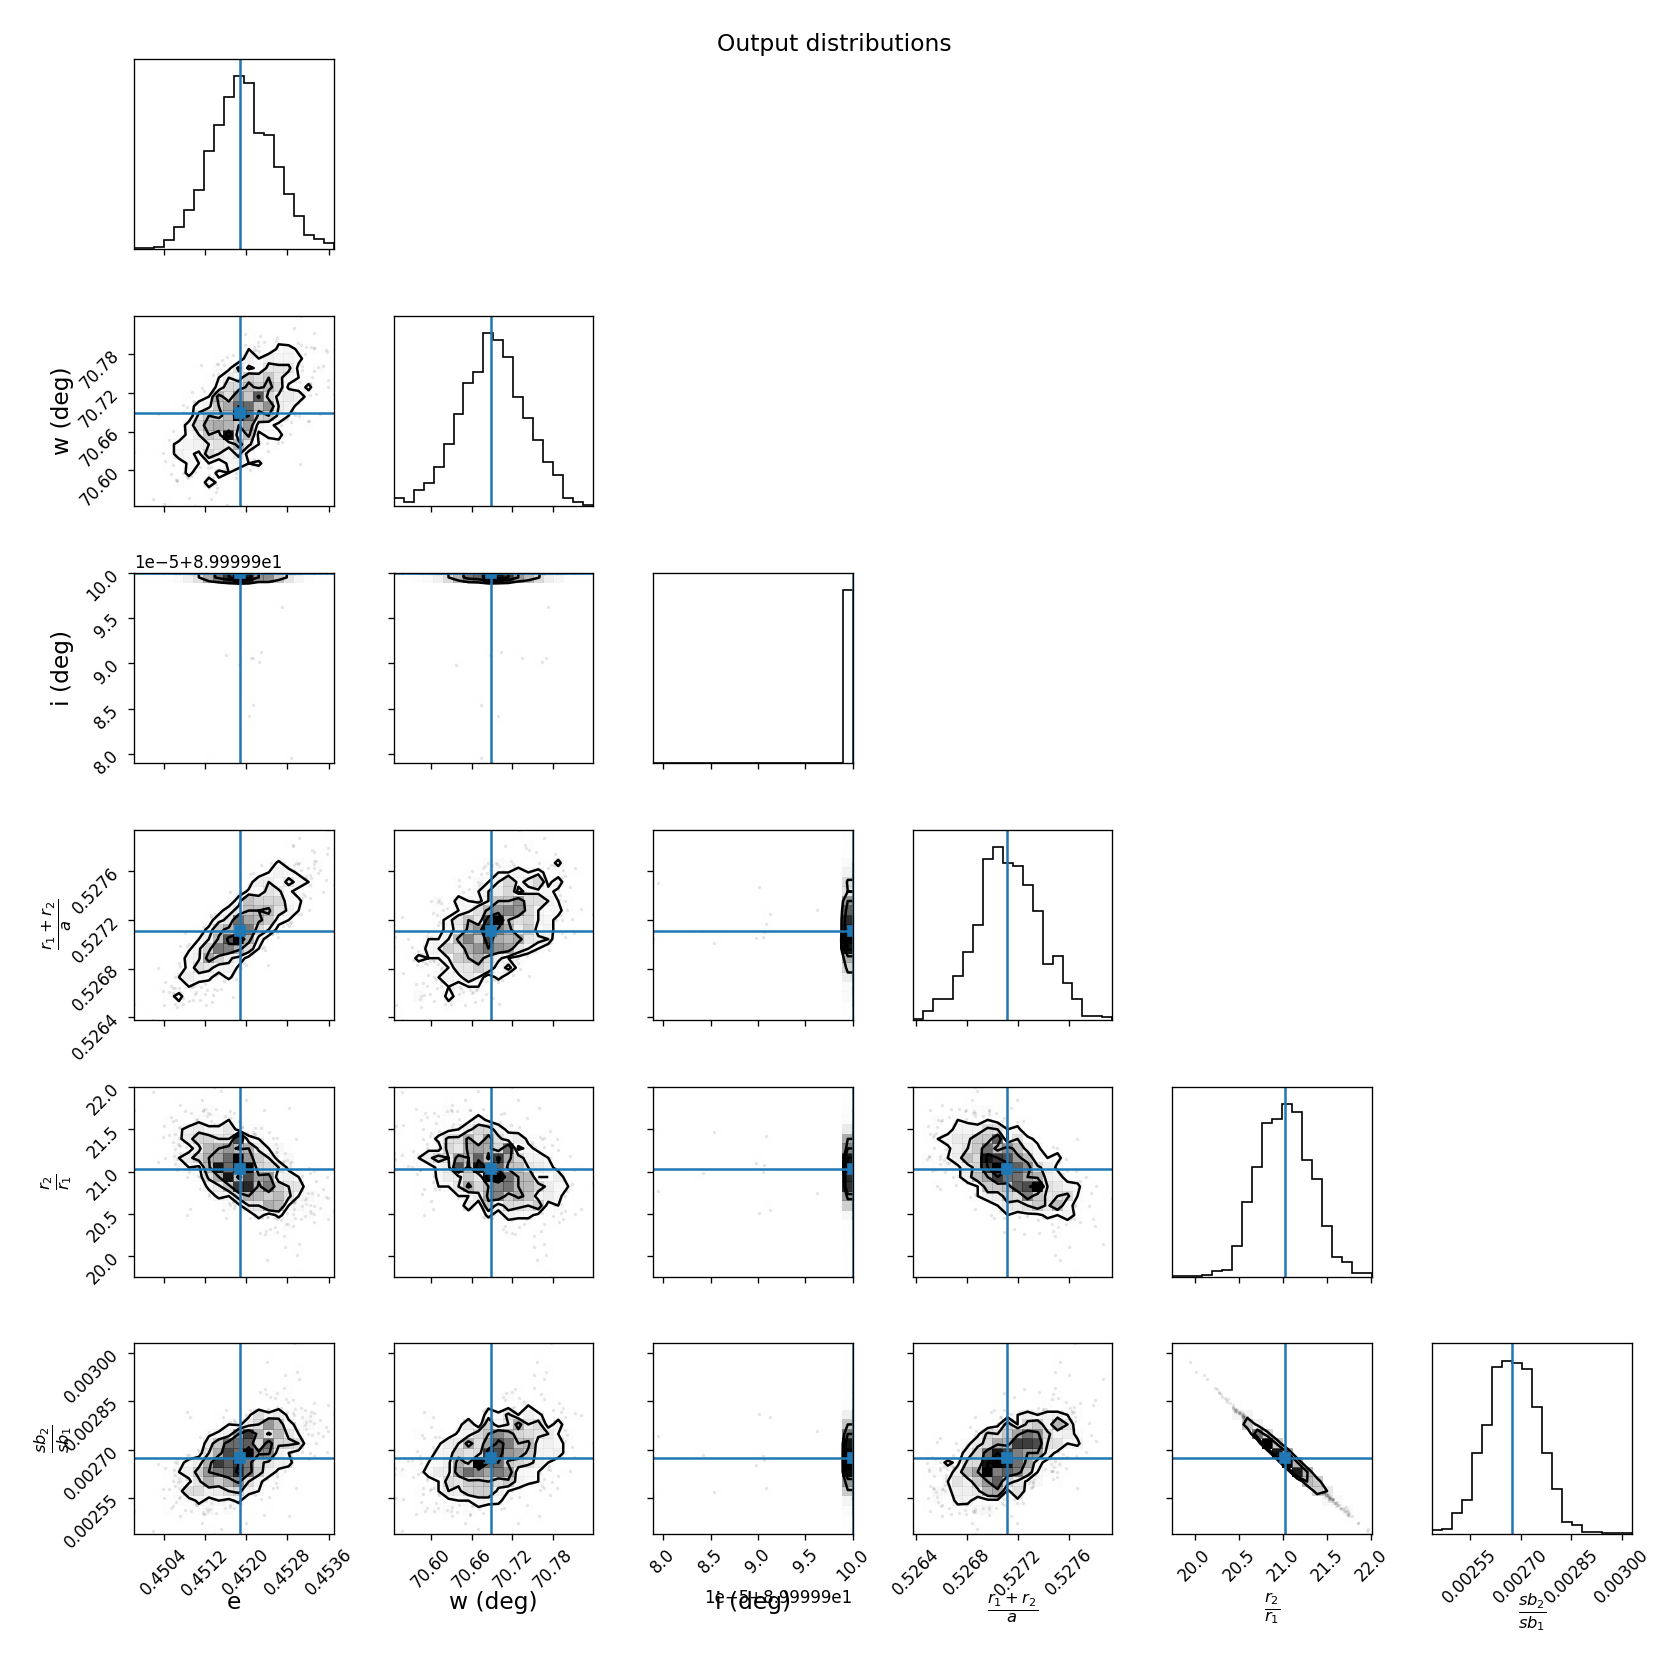 Output distributions
w (deg)
70.78
70.72
70.66
70.60
1e−5+8.99999e1
i (deg)
10.0
9.5
9.0
8.5
8.0
r₁ + r₂
a
0.5276
0.5272
0.5268
0.5264
r₂
r₁
22.0
21.5
21.0
20.5
20.0
sb₂
sb₁
0.00300
0.00285
0.00270
0.00255
0.4504 0.4512 0.4520 0.4528 0.4536 70.60 70.66 70.72 70.78 8.0 8.5 9.0 9.5 10.0 0.5264 0.5268 0.5272 0.5276 20.0 20.5 21.0 21.5 22.0 0.00255 0.00270 0.00285 0.00300
1e−5+8.99999e1
e w (deg) i (deg)
r₁ + r₂
a
r₂
r₁
sb₂
sb₁